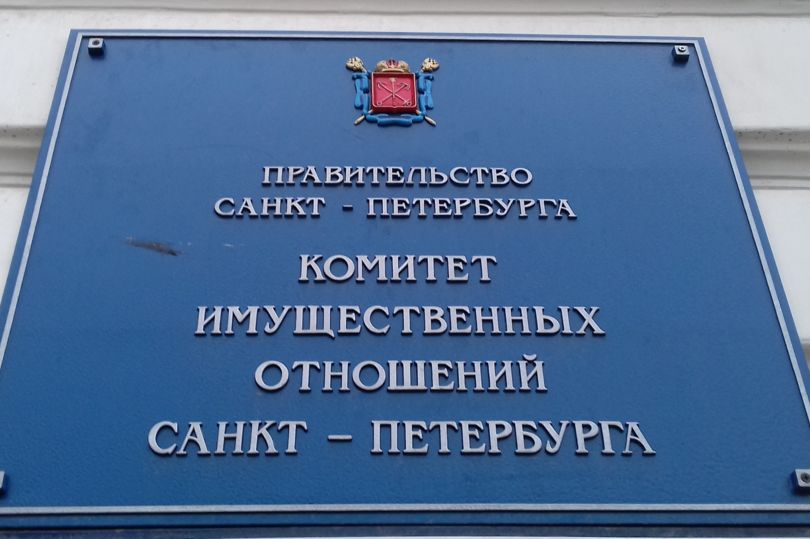 ПРАВИТЕЛЬСТВО
САНКТ - ПЕТЕРБУРГА
КОМИТЕТ
ИМУЩЕСТВЕННЫХ
ОТНОШЕНИЙ
САНКТ – ПЕТЕРБУРГА